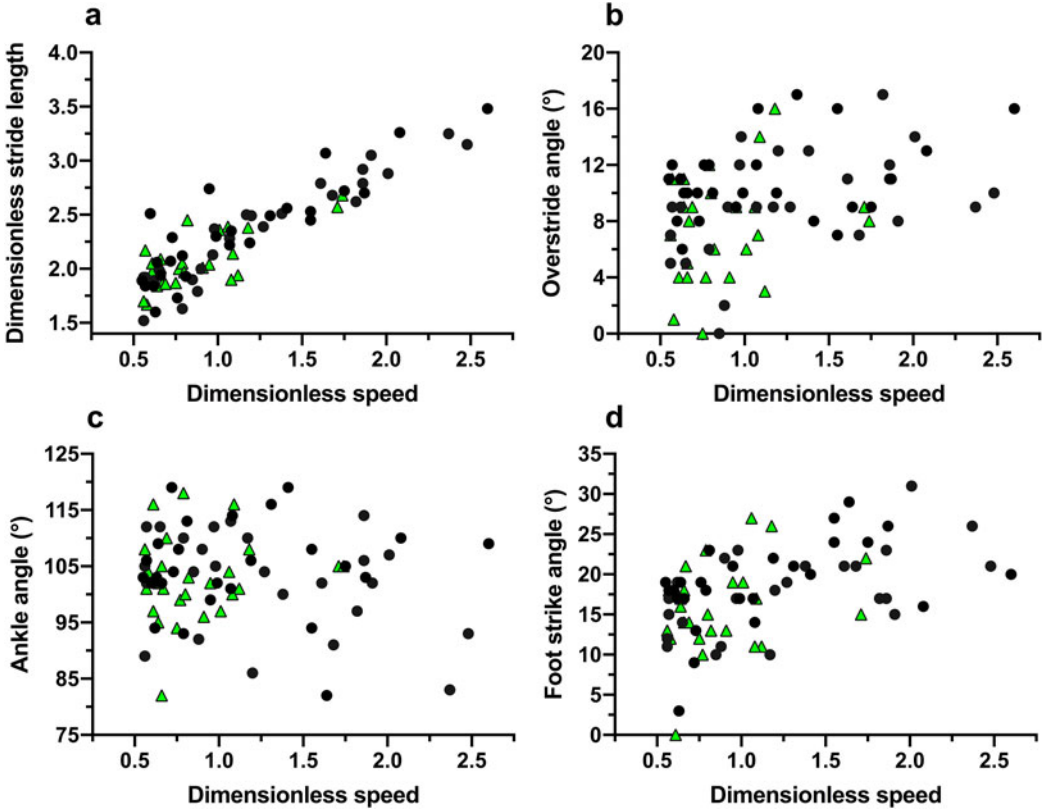 a
Dimensionless stride length
4.0
3.5
3.0
2.5
2.0
1.5
0.5 1.0 1.5 2.0 2.5
Dimensionless speed
b
Overstride angle (°)
20
16
12
8
4
0
0.5 1.0 1.5 2.0 2.5
Dimensionless speed
c
Ankle angle (°)
125
115
105
95
85
75
0.5 1.0 1.5 2.0 2.5
Dimensionless speed
d
Foot strike angle (°)
35
30
25
20
15
10
5
0
0.5 1.0 1.5 2.0 2.5
Dimensionless speed